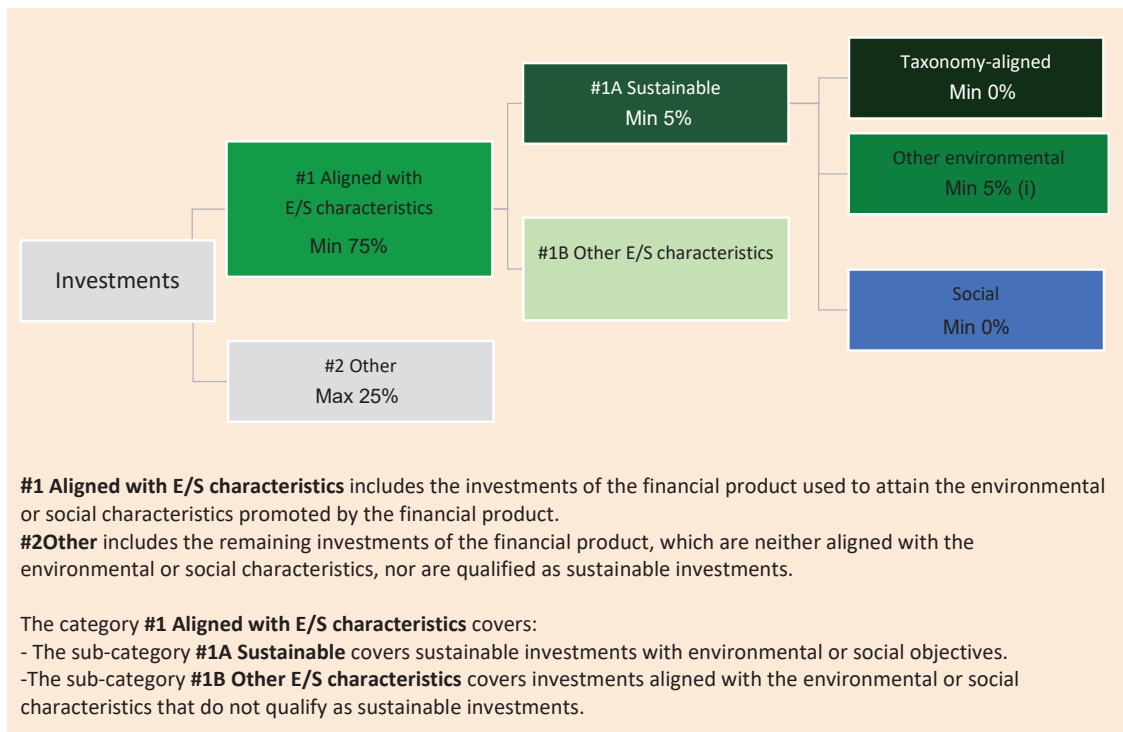 Investments
#1 Aligned with
E/S characteristics
Min 75%
#2 Other
Max 25%
#1A Sustainable
Min 5%
#1B Other E/S characteristics
Taxonomy-aligned
Min 0%
Other environmental
Min 5% (i)
Social
Min 0%
#1 Aligned with E/S characteristics includes the investments of the financial product used to attain the environmental
or social characteristics promoted by the financial product.
#2Other includes the remaining investments of the financial product, which are neither aligned with the
environmental or social characteristics, nor are qualified as sustainable investments.
The category #1 Aligned with E/S characteristics covers:
- The sub-category #1A Sustainable covers sustainable investments with environmental or social objectives.
-The sub-category #1B Other E/S characteristics covers investments aligned with the environmental or social
characteristics that do not qualify as sustainable investments.